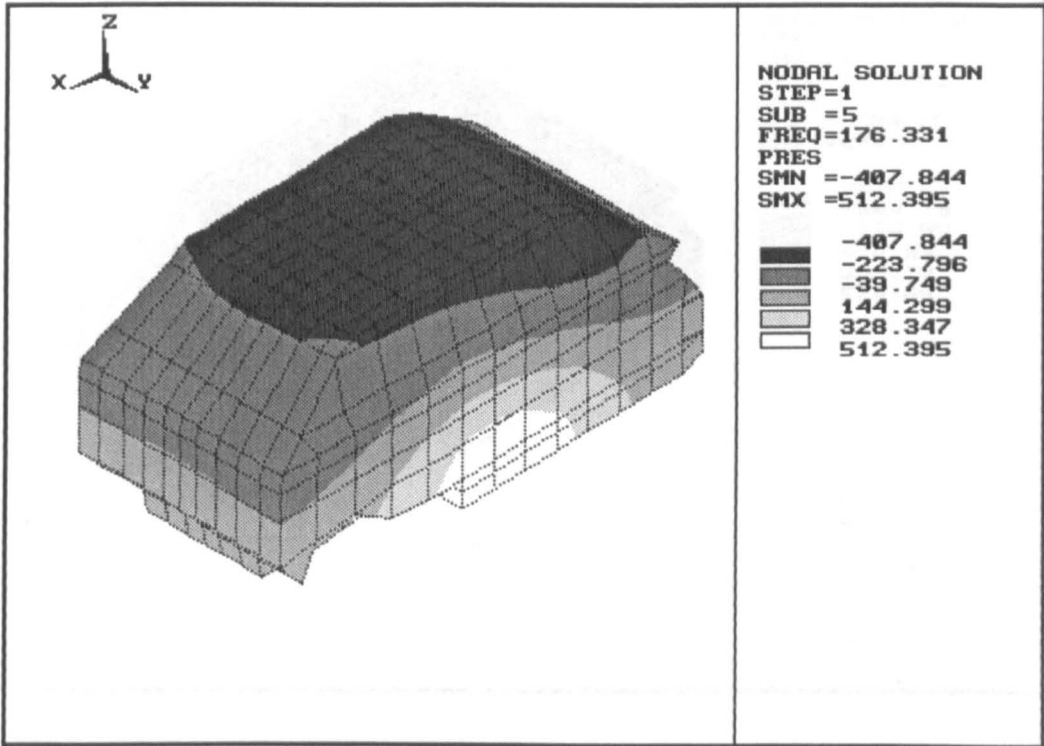 Z
X Y
NODAL SOLUTION
STEP=1
SUB =5
FREQ=176.331
PRES
SMN =-407.844
SMX =512.395
-407.844
-223.796
-39.749
144.299
328.347
512.395